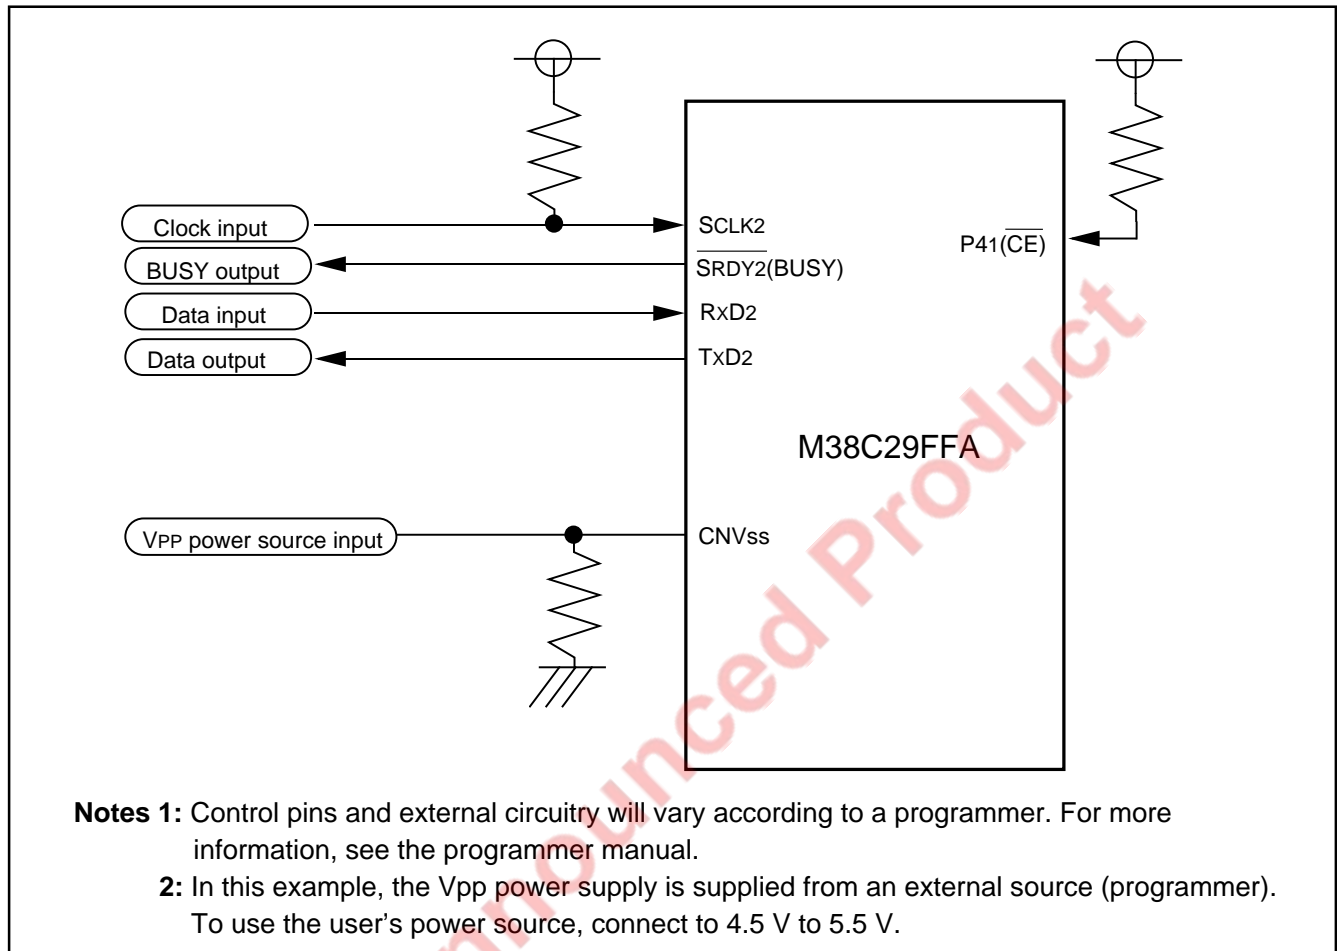 Clock input
BUSY output
Data input
Data output
VPP power source input
SCLK2
SRDY2(BUSY)
RxD2
TxD2
CNVss
P41(CE)
M38C29FFA
Notes 1: Control pins and external circuitry will vary according to a programmer. For more
information, see the programmer manual.
2: In this example, the Vpp power supply is supplied from an external source (programmer).
To use the user's power source, connect to 4.5 V to 5.5 V.
nnounced Product